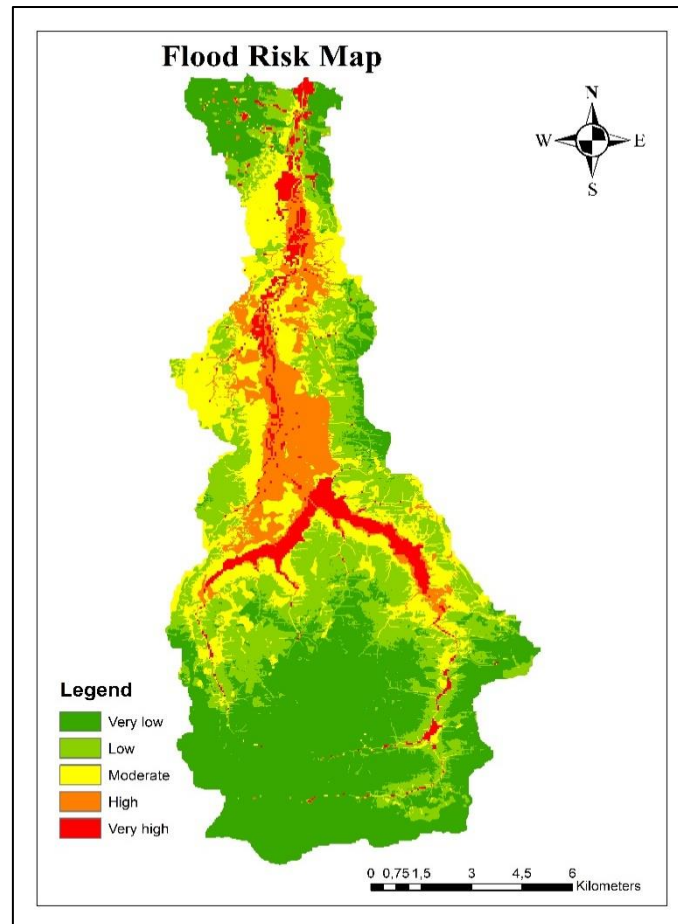 Flood Risk Map
N
W E
S
Legend
Very low
Low
Moderate
High
Very high
0 0,75 1,5 3 4,5 6
Kilometers